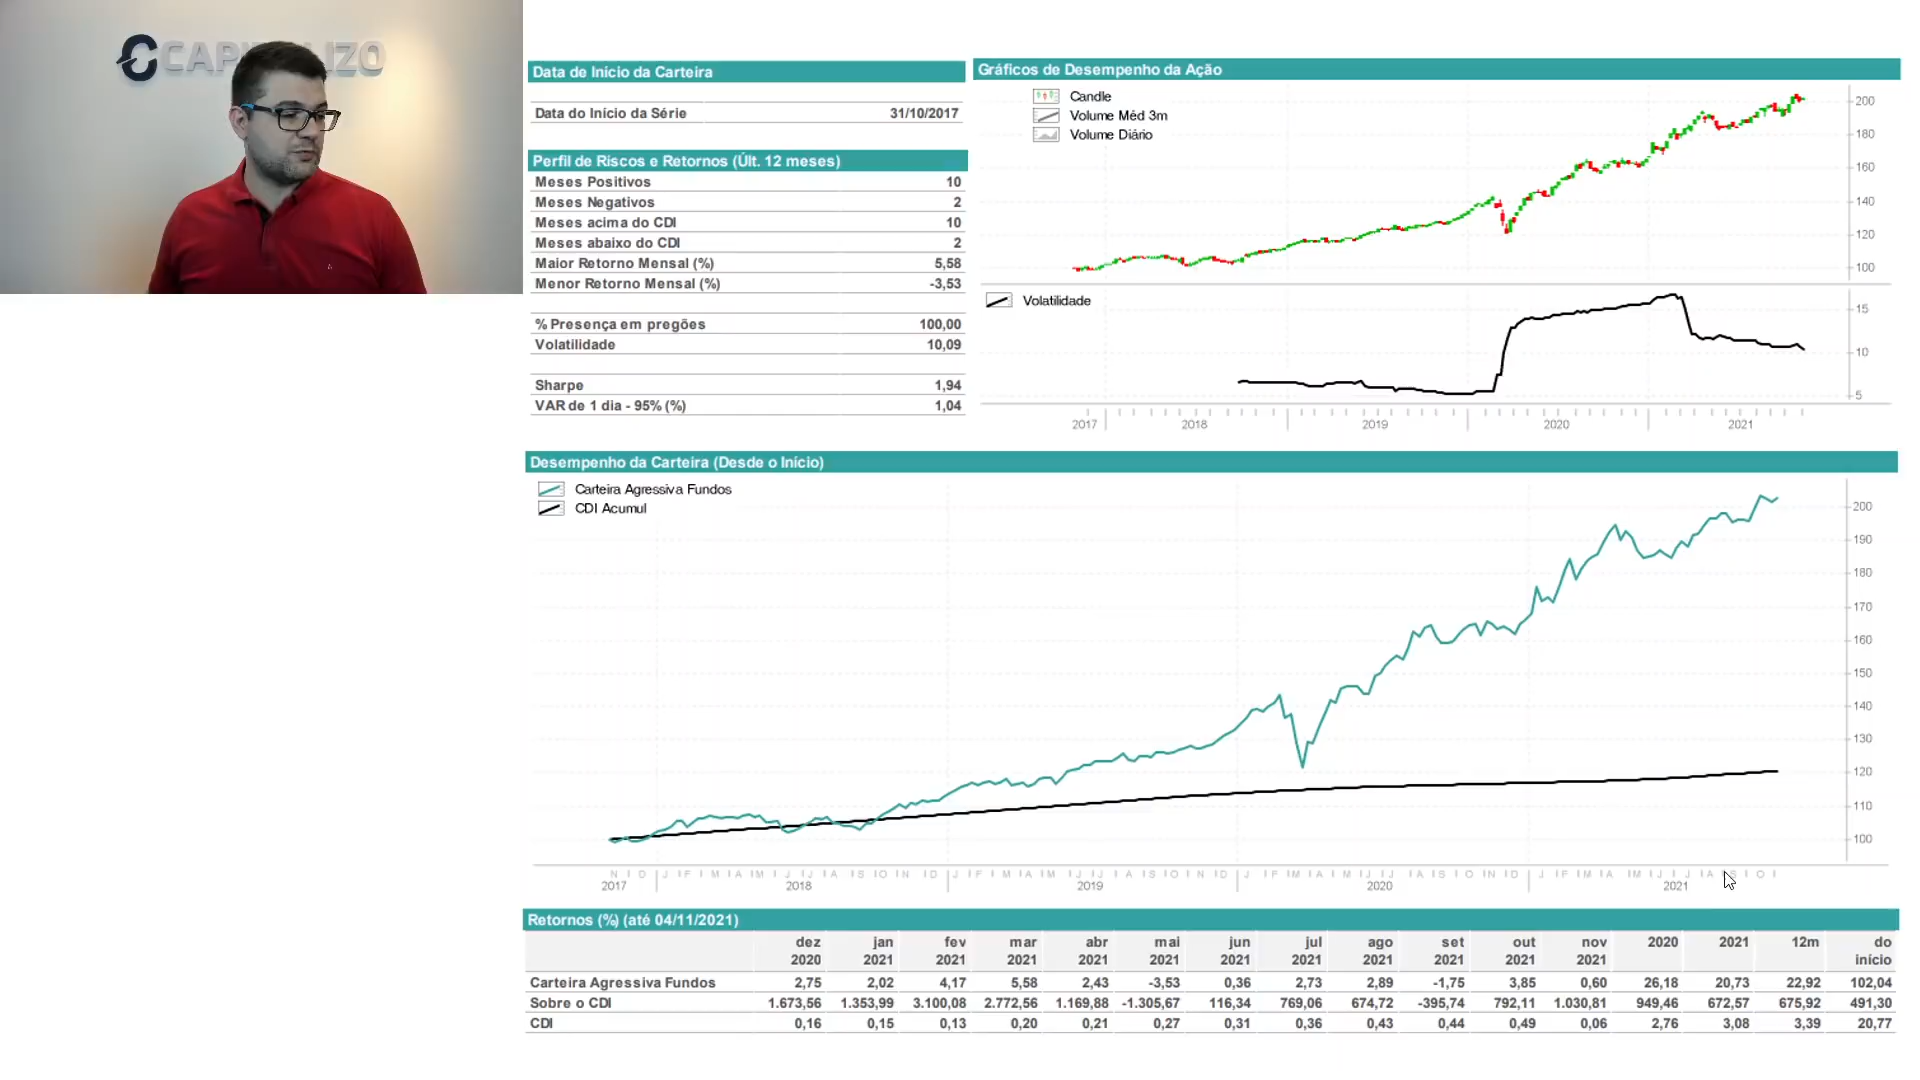 CAPITALIZO
Data de Inicio da Carteira
Data do Início da Série 31/10/2017
Perfil de Riscos e Retornos (Últ. 12 meses)
Meses Positivos 10
Meses Negativos 2
Meses acima do CDI 10
Meses abaixo do CDI 2
Maior Retorno Mensal (%) 5,58
Menor Retorno Mensal (%) -3,53
% Presença em pregões 100,00
Volatilidade 10,09
Sharpe 1,94
VAR de 1 dia - 95% (%) 1,04
Gráficos de Desempenho da Ação
Candle
Volume Méd 3m
Volume Diário
200
180
160
140
120
100
Volatilidade
15
10
5
2017 2018 2019 2020 2021
Desempenho da Carteira (Desde o Início)
Carteira Agressiva Fundos
CDI Acumul
200
190
180
170
160
150
140
130
120
110
100
2017 2018 2019 2020 2021
Retornos (%) (até 04/11/2021)
dez jan fev mar abr mai jun jul ago set out nov 2020 2021 12m do
2020 2021 2021 2021 2021 2021 2021 2021 2021 2021 2021 2021 início
Carteira Agressiva Fundos 2,75 2,02 4,17 5,58 2,43 -3,53 0,36 2,73 2,89 -1,75 3,85 0,60 26,18 20,73 22,92 102,04
Sobre o CDI 1.673,56 1.353,99 3.100,08 2.772,56 1.169,88 -1.305,67 116,34 769,06 674,72 -395,74 792,11 1.030,81 949,46 672,57 675,92 491,30
CDI 0,16 0,15 0,13 0,20 0,21 0,27 0,31 0,36 0,43 0,44 0,49 0,06 2,76 3,08 3,39 20,77